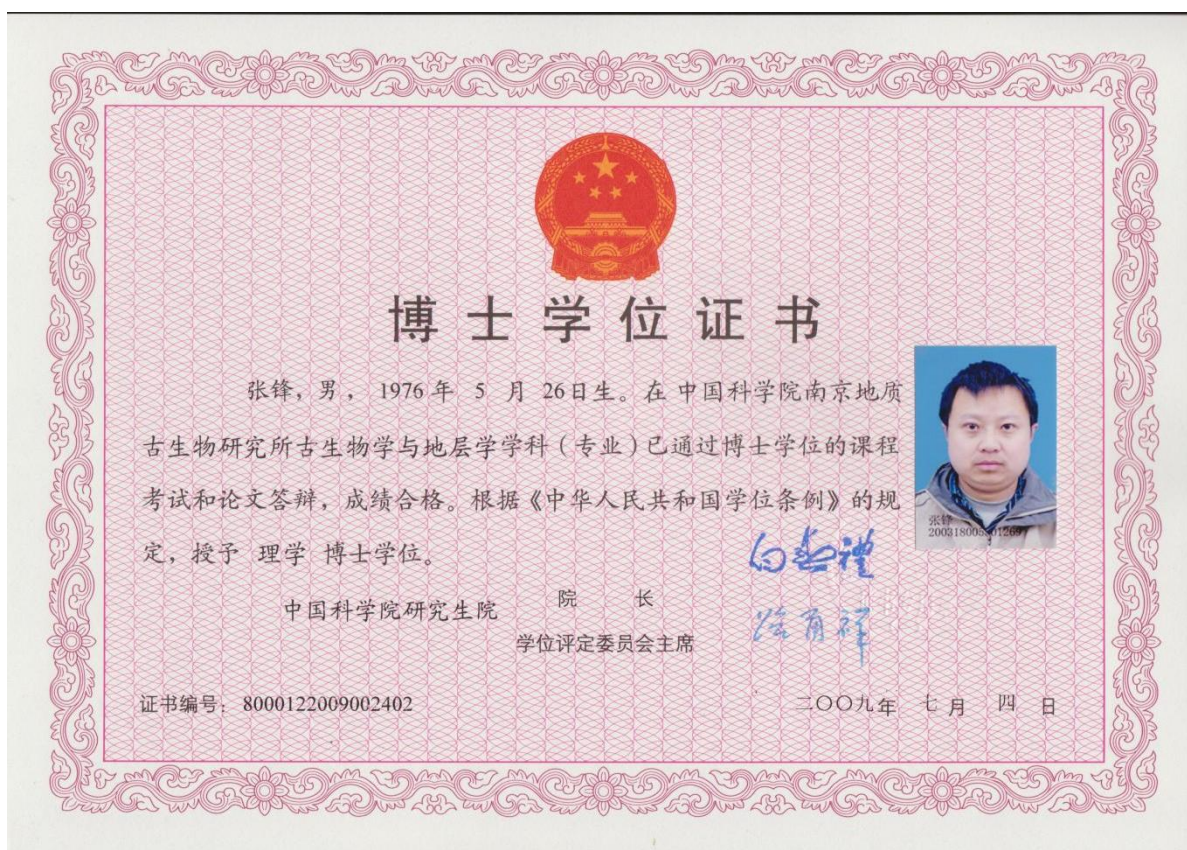 博士学位证书
张锋，男， 1976 年 5 月 26日生。在 中国科学院南京地质
古生物研究所古生物学与地层学学科（专业）已通过博士学位的课程
考试和论文答辩，成绩合格。根据《中华人民共和国学位条例》的规
定，授予 理学 博士学位。
张锋
白春礼
中国科学院研究生院
院 长
学位评定委员会主席
证书编号：8000122009002402
二〇〇九年 七月 四 日